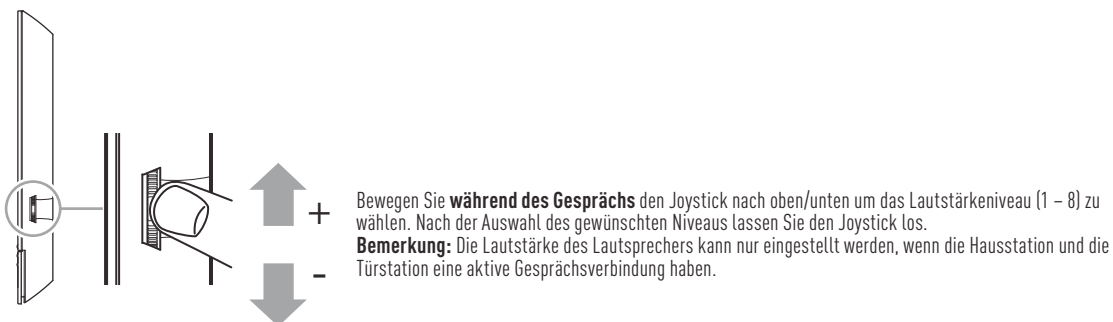 +
-
Bewegen Sie während des Gesprächs den Joystick nach oben/unten um das Lautstärkeniveau (1 – 8) zu
wählen. Nach der Auswahl des gewünschten Niveaus lassen Sie den Joystick los.
Bemerkung: Die Lautstärke des Lautsprechers kann nur eingestellt werden, wenn die Hausstation und die
Türstation eine aktive Gesprächsverbindung haben.